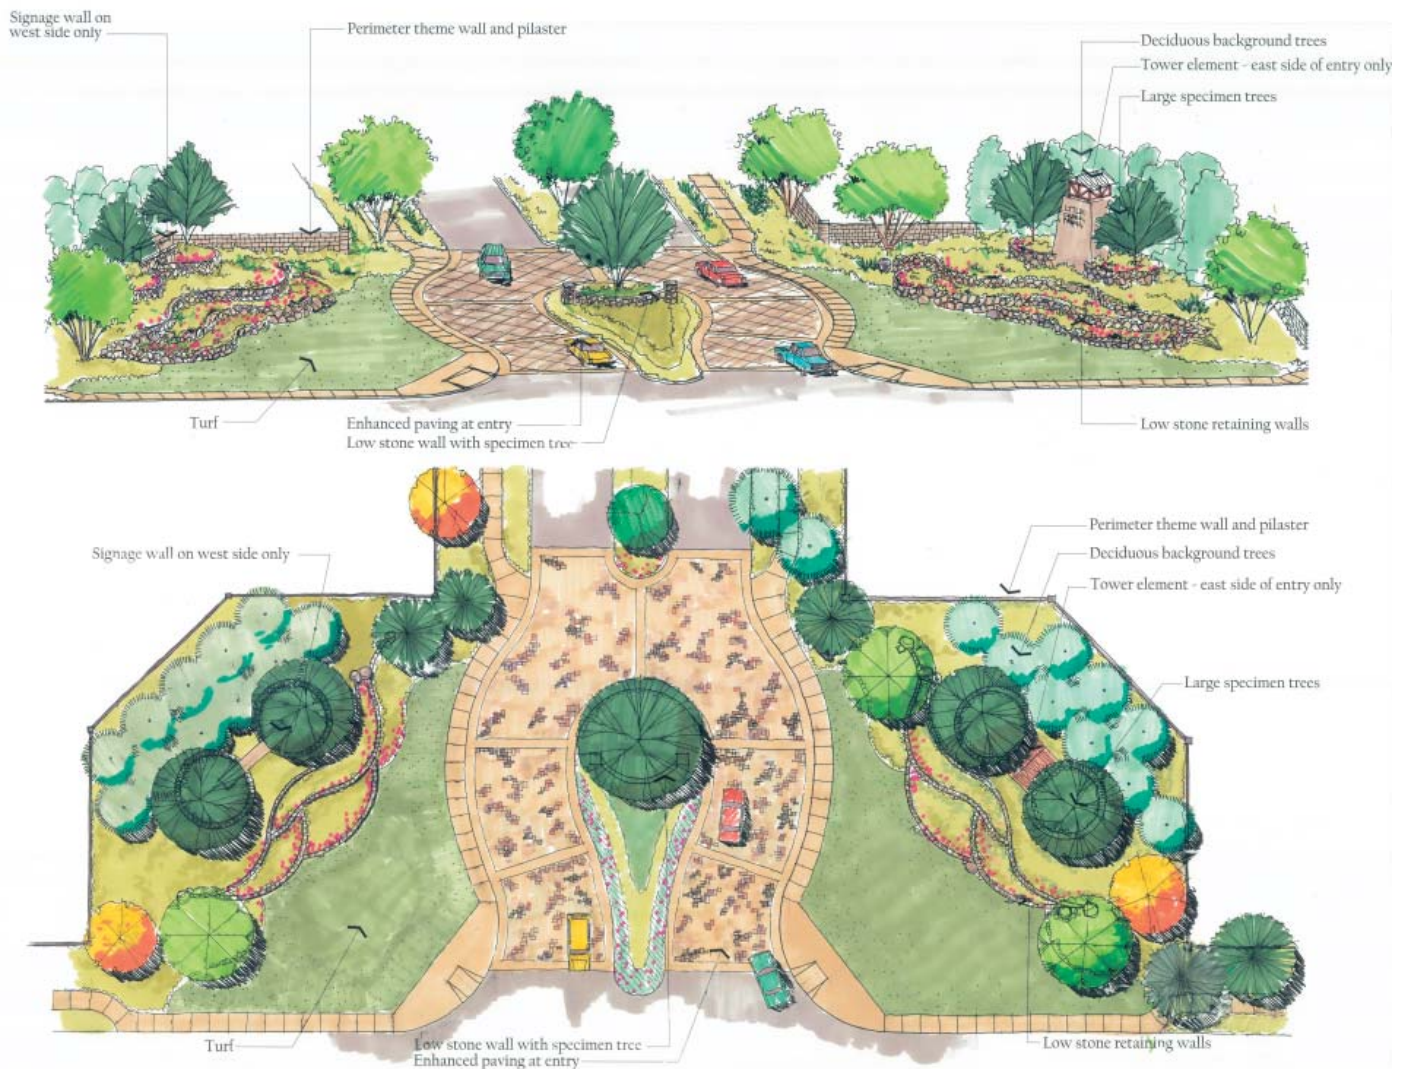 Signage wall on
west side only
Perimeter theme wall and pilaster
Deciduous background trees
Tower element - east side of entry only
Large specimen trees
Turf
Enhanced paving at entry
Low stone wall with specimen tree
Low stone retaining walls
Signage wall on west side only
Perimeter theme wall and pilaster
Deciduous background trees
Tower element - east side of entry only
Large specimen trees
Turf
Low stone wall with specimen tree
Enhanced paving at entry
Low stone retaining walls